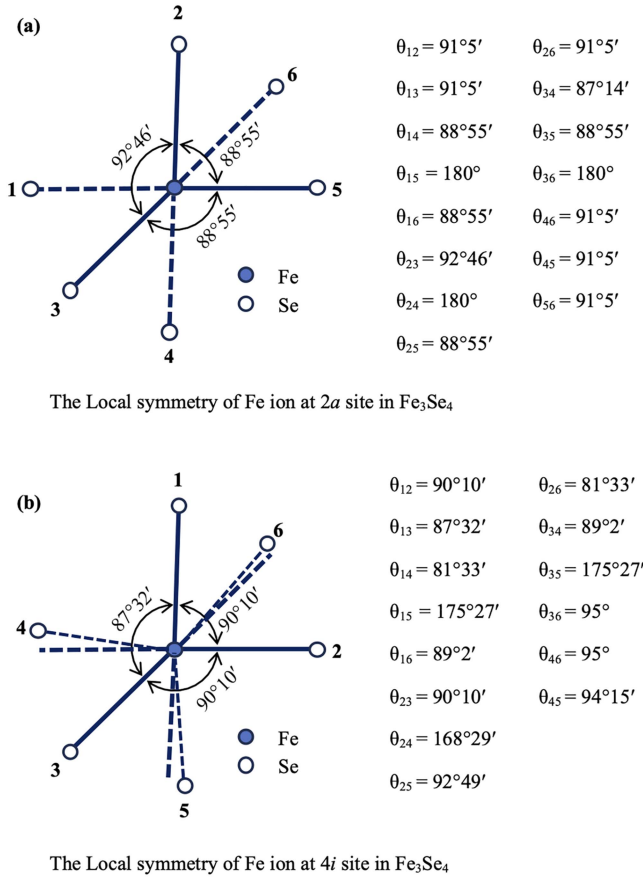 (a)
2
6
1
5
3
4
92°46′
88°55′
88°55′
Fe
Se
θ12 = 91°5′
θ13 = 91°5′
θ14 = 88°55′
θ15 = 180°
θ16 = 88°55′
θ23 = 92°46′
θ24 = 180°
θ25 = 88°55′
θ26 = 91°5′
θ34 = 87°14′
θ35 = 88°55′
θ36 = 180°
θ46 = 91°5′
θ45 = 91°5′
θ56 = 91°5′
The Local symmetry of Fe ion at 2a site in Fe3Se4
(b)
1
6
4
2
3
5
87°32′
90°10′
90°10′
Fe
Se
θ12 = 90°10′
θ13 = 87°32′
θ14 = 81°33′
θ15 = 175°27′
θ16 = 89°2′
θ23 = 90°10′
θ24 = 168°29′
θ25 = 92°49′
θ26 = 81°33′
θ34 = 89°2′
θ35 = 175°27′
θ36 = 95°
θ46 = 95°
θ45 = 94°15′
The Local symmetry of Fe ion at 4i site in Fe3Se4